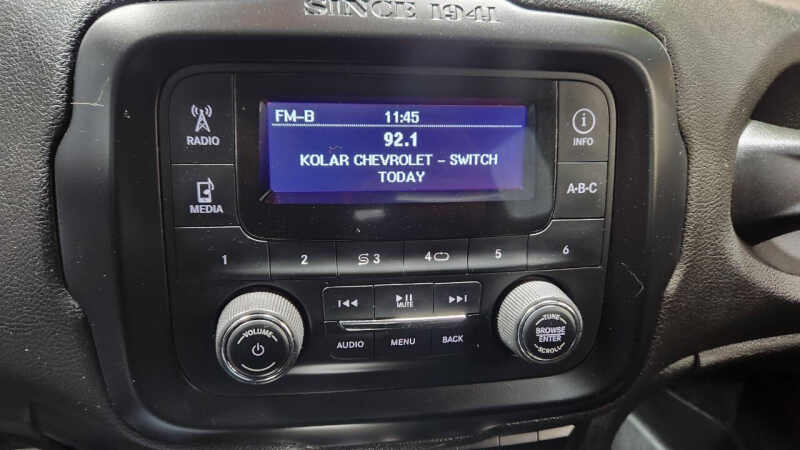 SINCE 1941
FM-B 11:45
92.1
KOLAR CHEVROLET - SWITCH
TODAY
RADIO
MEDIA
i
INFO
A-B-C
1 2 3 4 5 6
MUTE
AUDIO MENU BACK
VOLUME
TUNE
BROWSE
ENTER
SCROLL